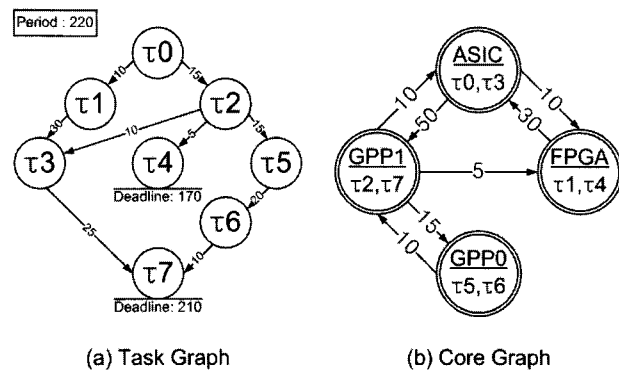 Period : 220
τ0
10
15
τ1
τ2
30
10
5
15
τ3
τ4
τ5
Deadline: 170
20
τ6
25
10
τ7
Deadline: 210
(a) Task Graph
ASIC
τ0,τ3
10
50
10
30
GPP1
τ2,τ7
5
FPGA
τ1,τ4
15
10
GPP0
τ5,τ6
(b) Core Graph